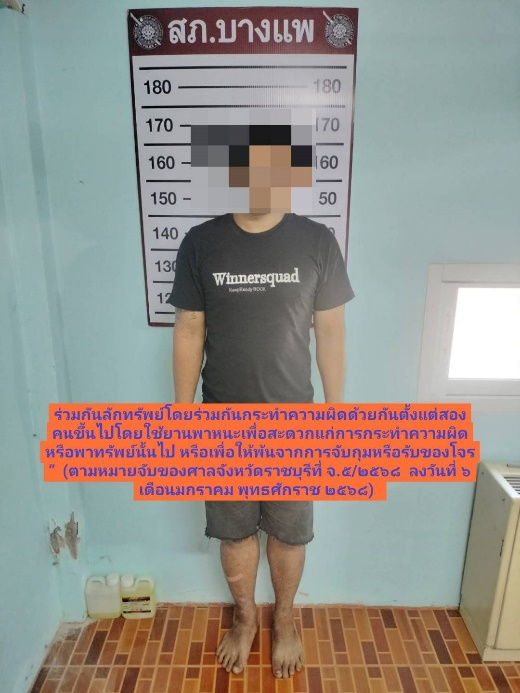 สภ.บางแพ
180 180
170 170
160 160
150 50
140 140
130 130
Winnersquad
ร่วมกันลักทรัพย์โดยร่วมกันกระทำความผิดด้วยกันตั้งแต่สอง
คนขึ้นไปโดยใช้ยานพาหนะเพื่อสะดวกแก่การกระทำความผิด
หรือพาทรัพย์นั้นไป หรือเพื่อให้พ้นจากการจับกุมหรือรับของโจร
" (ตามหมายจับของศาลจังหวัดราชบุรีที่ จ.๕/๒๕๖๘ ลงวันที่ ๖
เดือนมกราคม พุทธศักราช ๒๕๖๘)